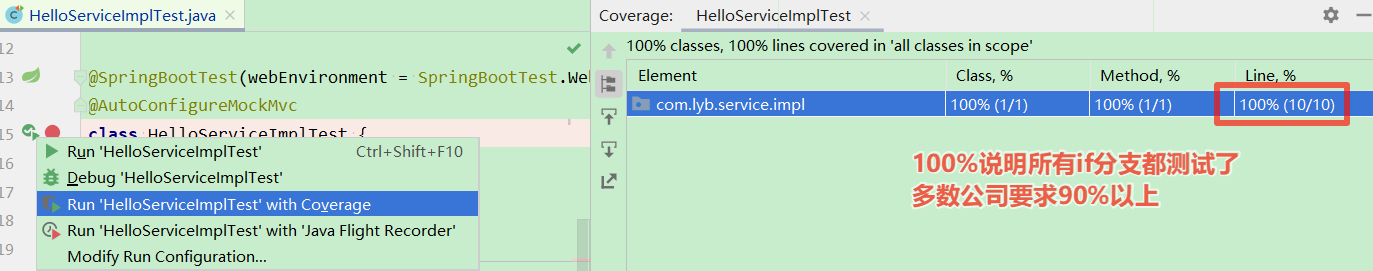 HelloServiceImplTest.java
12
13 @SpringBootTest(webEnvironment = SpringBootTest.We
14 @AutoConfigureMockMvc
15 class HelloServiceImplTest {
16 Run 'HelloServiceImplTest' Ctrl+Shift+F10
Debug 'HelloServiceImplTest'
17 Run 'HelloServiceImplTest' with Coverage
18 Run 'HelloServiceImplTest' with 'Java Flight Recorder'
19 Modify Run Configuration...
Coverage: HelloServiceImplTest
100% classes, 100% lines covered in 'all classes in scope'
Element Class, % Method, % Line, %
com.lyb.service.impl 100% (1/1) 100% (1/1) 100% (10/10)
100%说明所有if分支都测试了
多数公司要求90%以上